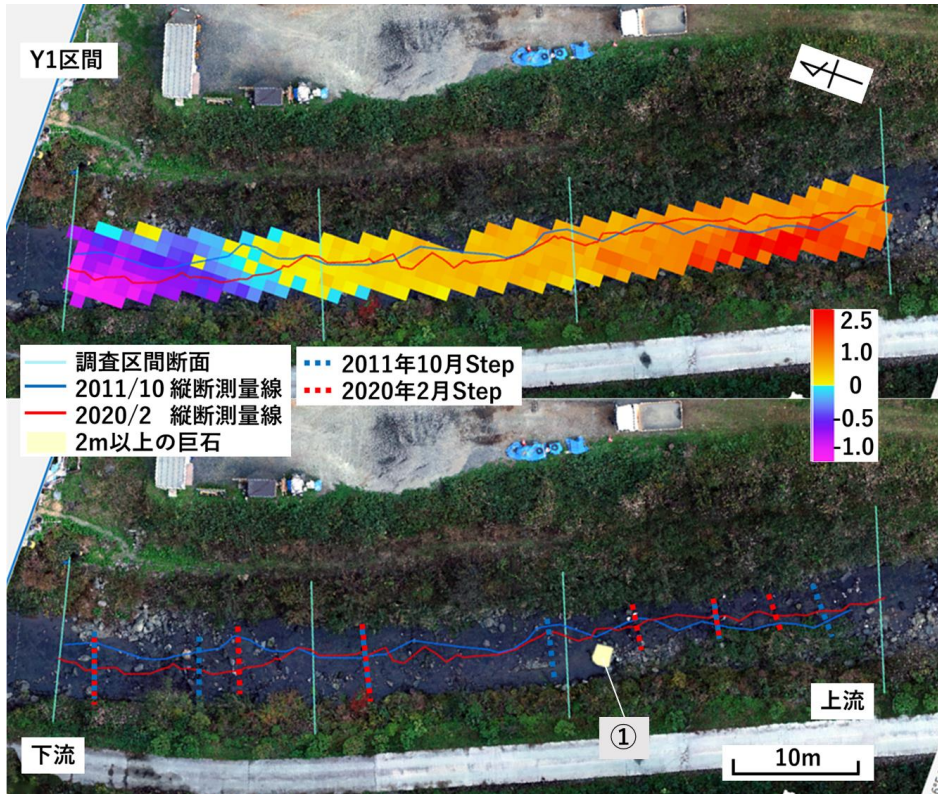 Y1区間
調査区間断面
2011/10 縦断測量線
2020/2 縦断測量線
2m以上の巨石
2011年10月Step
2020年2月Step
2.5
1.0
0
-0.5
-1.0
①
下流
上流
10m